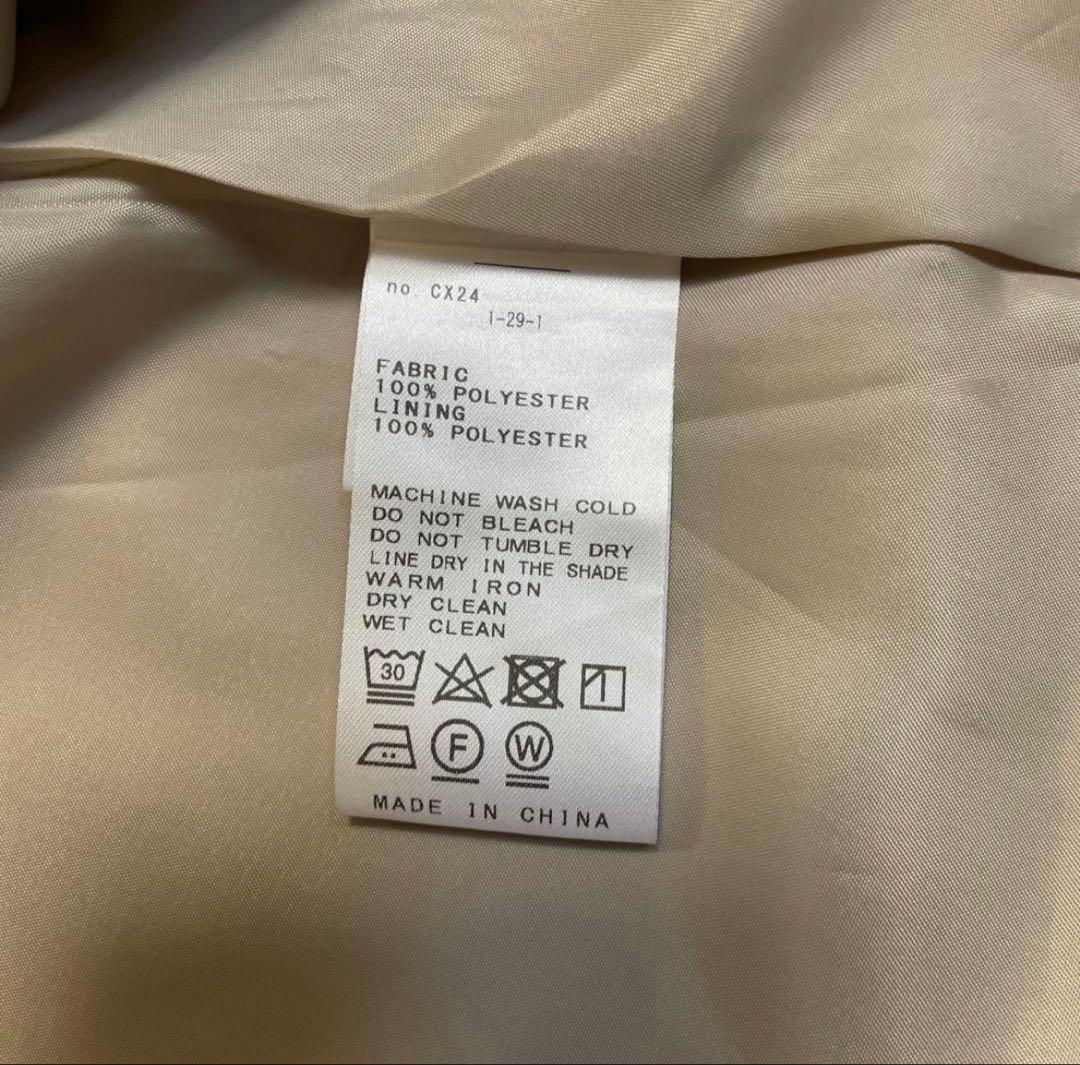 no. CX24
1-29-1
FABRIC
100% POLYESTER
LINING
100% POLYESTER
MACHINE WASH COLD
DO NOT BLEACH
DO NOT TUMBLE DRY
LINE DRY IN THE SHADE
WARM IRON
DRY CLEAN
WET CLEAN
30
F W
MADE IN CHINA